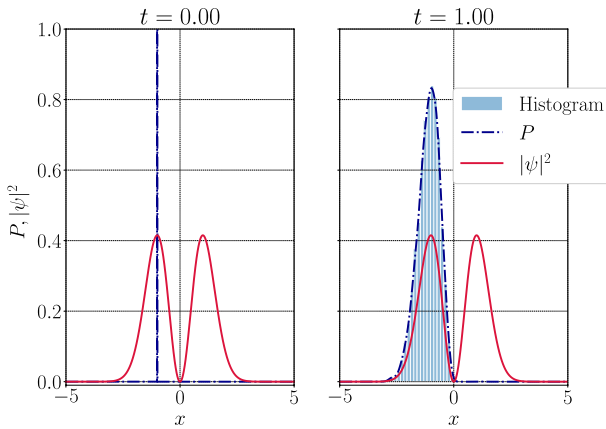 t = 0.00
t = 1.00
P, |ψ|²
1.0
0.8
0.6
0.4
0.2
0.0
−5
0
5
x
−5
0
5
x
Histogram
P
|ψ|²